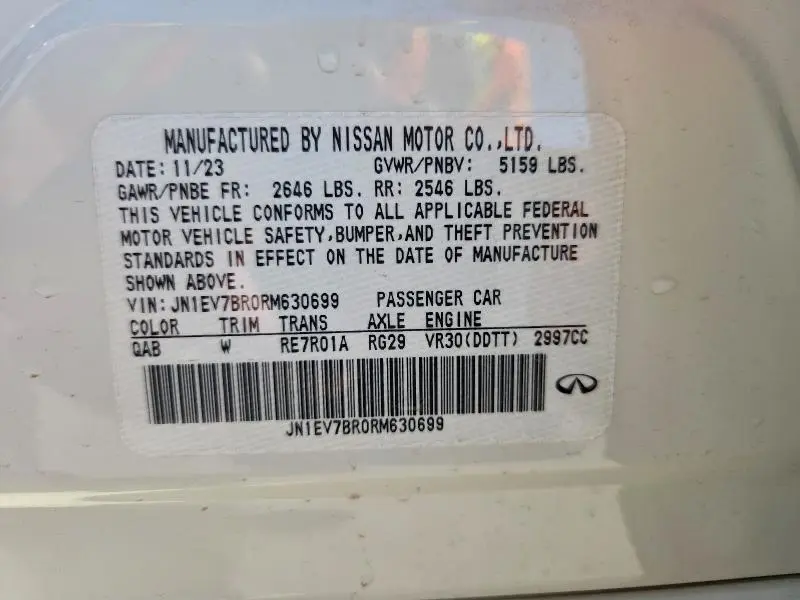 MANUFACTURED BY NISSAN MOTOR CO.,LTD.
DATE: 11/23 GVWR/PNBV: 5159 LBS.
GAWR/PNBE FR: 2646 LBS. RR: 2546 LBS.
THIS VEHICLE CONFORMS TO ALL APPLICABLE FEDERAL
MOTOR VEHICLE SAFETY,BUMPER,AND THEFT PREVENTION
STANDARDS IN EFFECT ON THE DATE OF MANUFACTURE
SHOWN ABOVE.
VIN: JN1EV7BR0RM630699 PASSENGER CAR
COLOR TRIM TRANS AXLE ENGINE
QAB W RE7R01A RG29 VR30(DDTT) 2997CC
JN1EV7BR0RM630699